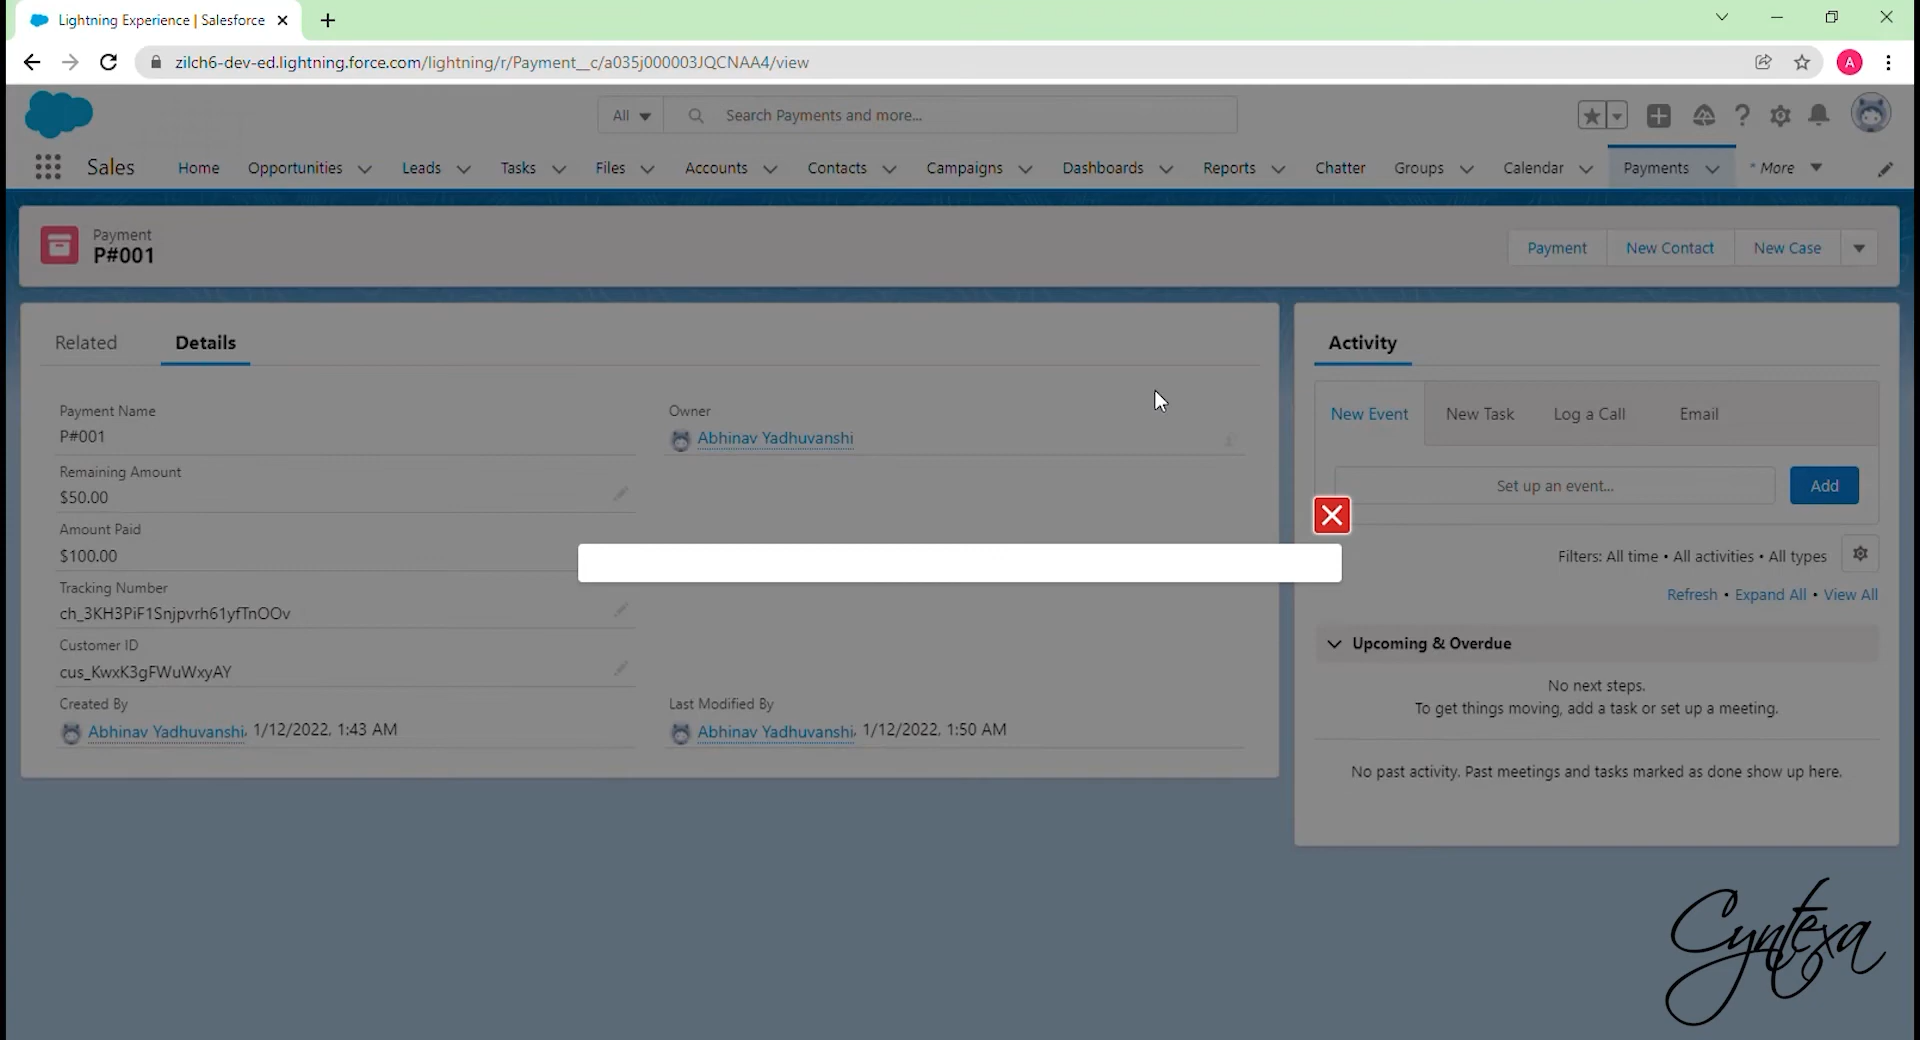 Lightning Experience | Salesforce
zilch6-dev-ed.lightning.force.com/lightning/r/Payment__c/a035j000003JQCNAA4/view
A
All
Search Payments and more...
Sales Home Opportunities Leads Tasks Files Accounts Contacts Campaigns Dashboards Reports Chatter Groups Calendar Payments * More
Payment
P#001
Payment New Contact New Case
Related Details
Payment Name
P#001
Owner
Abhinav Yadhuvanshi
Remaining Amount
$50.00
Amount Paid
$100.00
Tracking Number
ch_3KH3PiF1Snjpvrh61yfTnOOv
Customer ID
cus_KwxK3gFWuWxyAY
Created By
Abhinav Yadhuvanshi, 1/12/2022, 1:43 AM
Last Modified By
Abhinav Yadhuvanshi, 1/12/2022, 1:50 AM
Activity
New Event New Task Log a Call Email
Set up an event...
Add
Filters: All time • All activities • All types
Refresh • Expand All • View All
Upcoming & Overdue
No next steps.
To get things moving, add a task or set up a meeting.
No past activity. Past meetings and tasks marked as done show up here.
Cyntexa